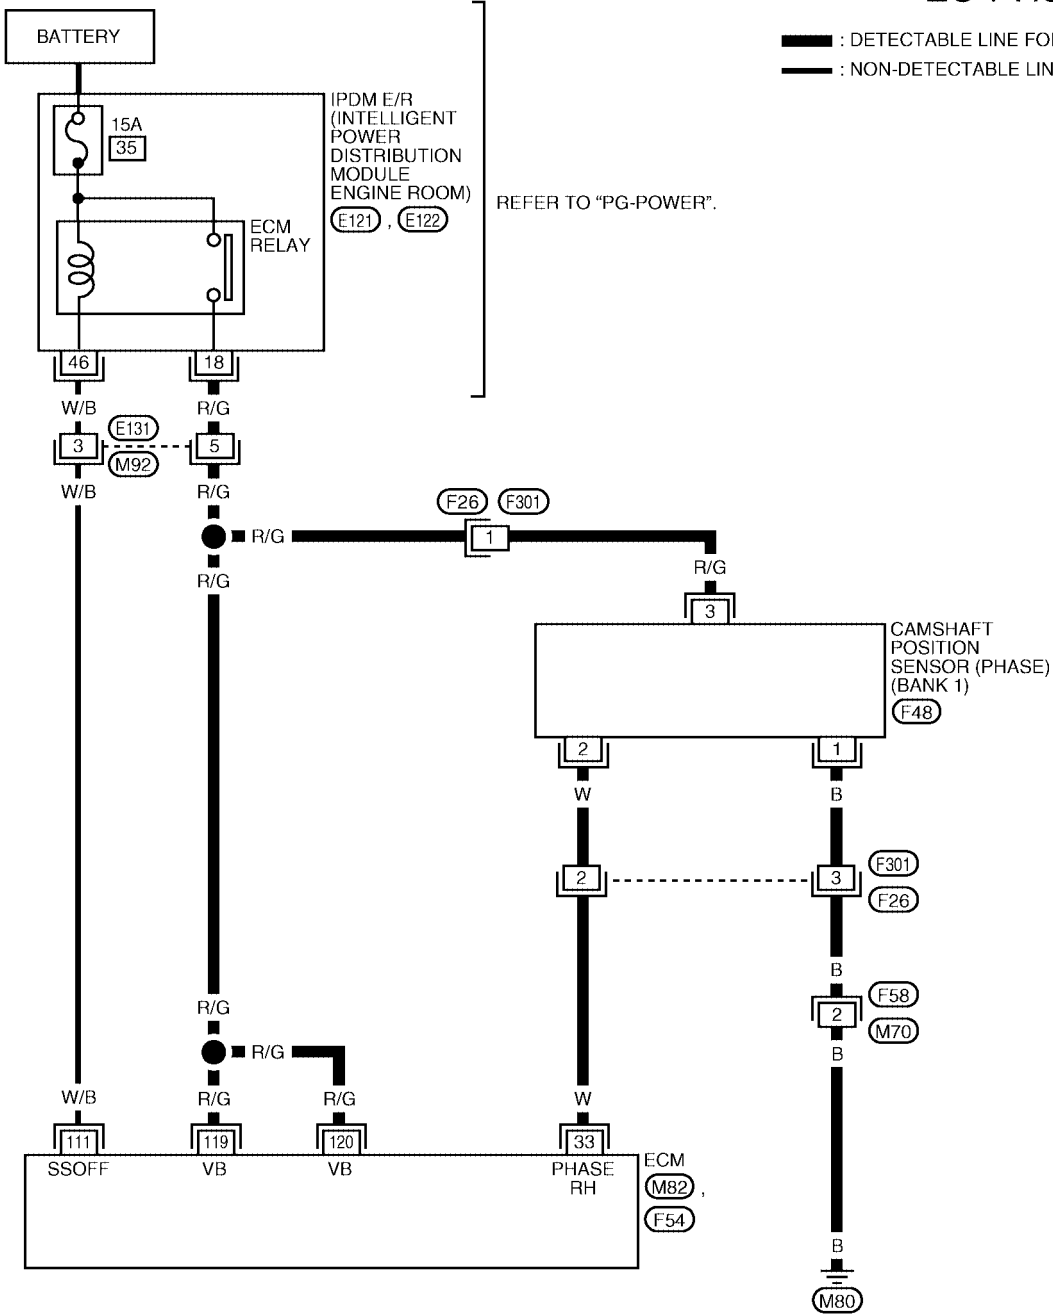 BATTERY
: DETECTABLE LINE FO
: NON-DETECTABLE LIN
15A
35
IPDM E/R
(INTELLIGENT
POWER
DISTRIBUTION
MODULE
ENGINE ROOM)
E121 , E122
REFER TO “PG-POWER”.
ECM
RELAY
46 18
W/B R/G
3 E131 5
M92
W/B R/G
F26 F301
R/G 1
R/G
R/G
3
CAMSHAFT
POSITION
SENSOR (PHASE)
(BANK 1)
F48
2 1
W B
2 3 F301
F26
B
R/G
F58
2
M70
R/G
B
W/B R/G R/G W
111 119 120 33
SSOFF VB VB PHASE
RH
ECM
M82 ,
F54
B
M80